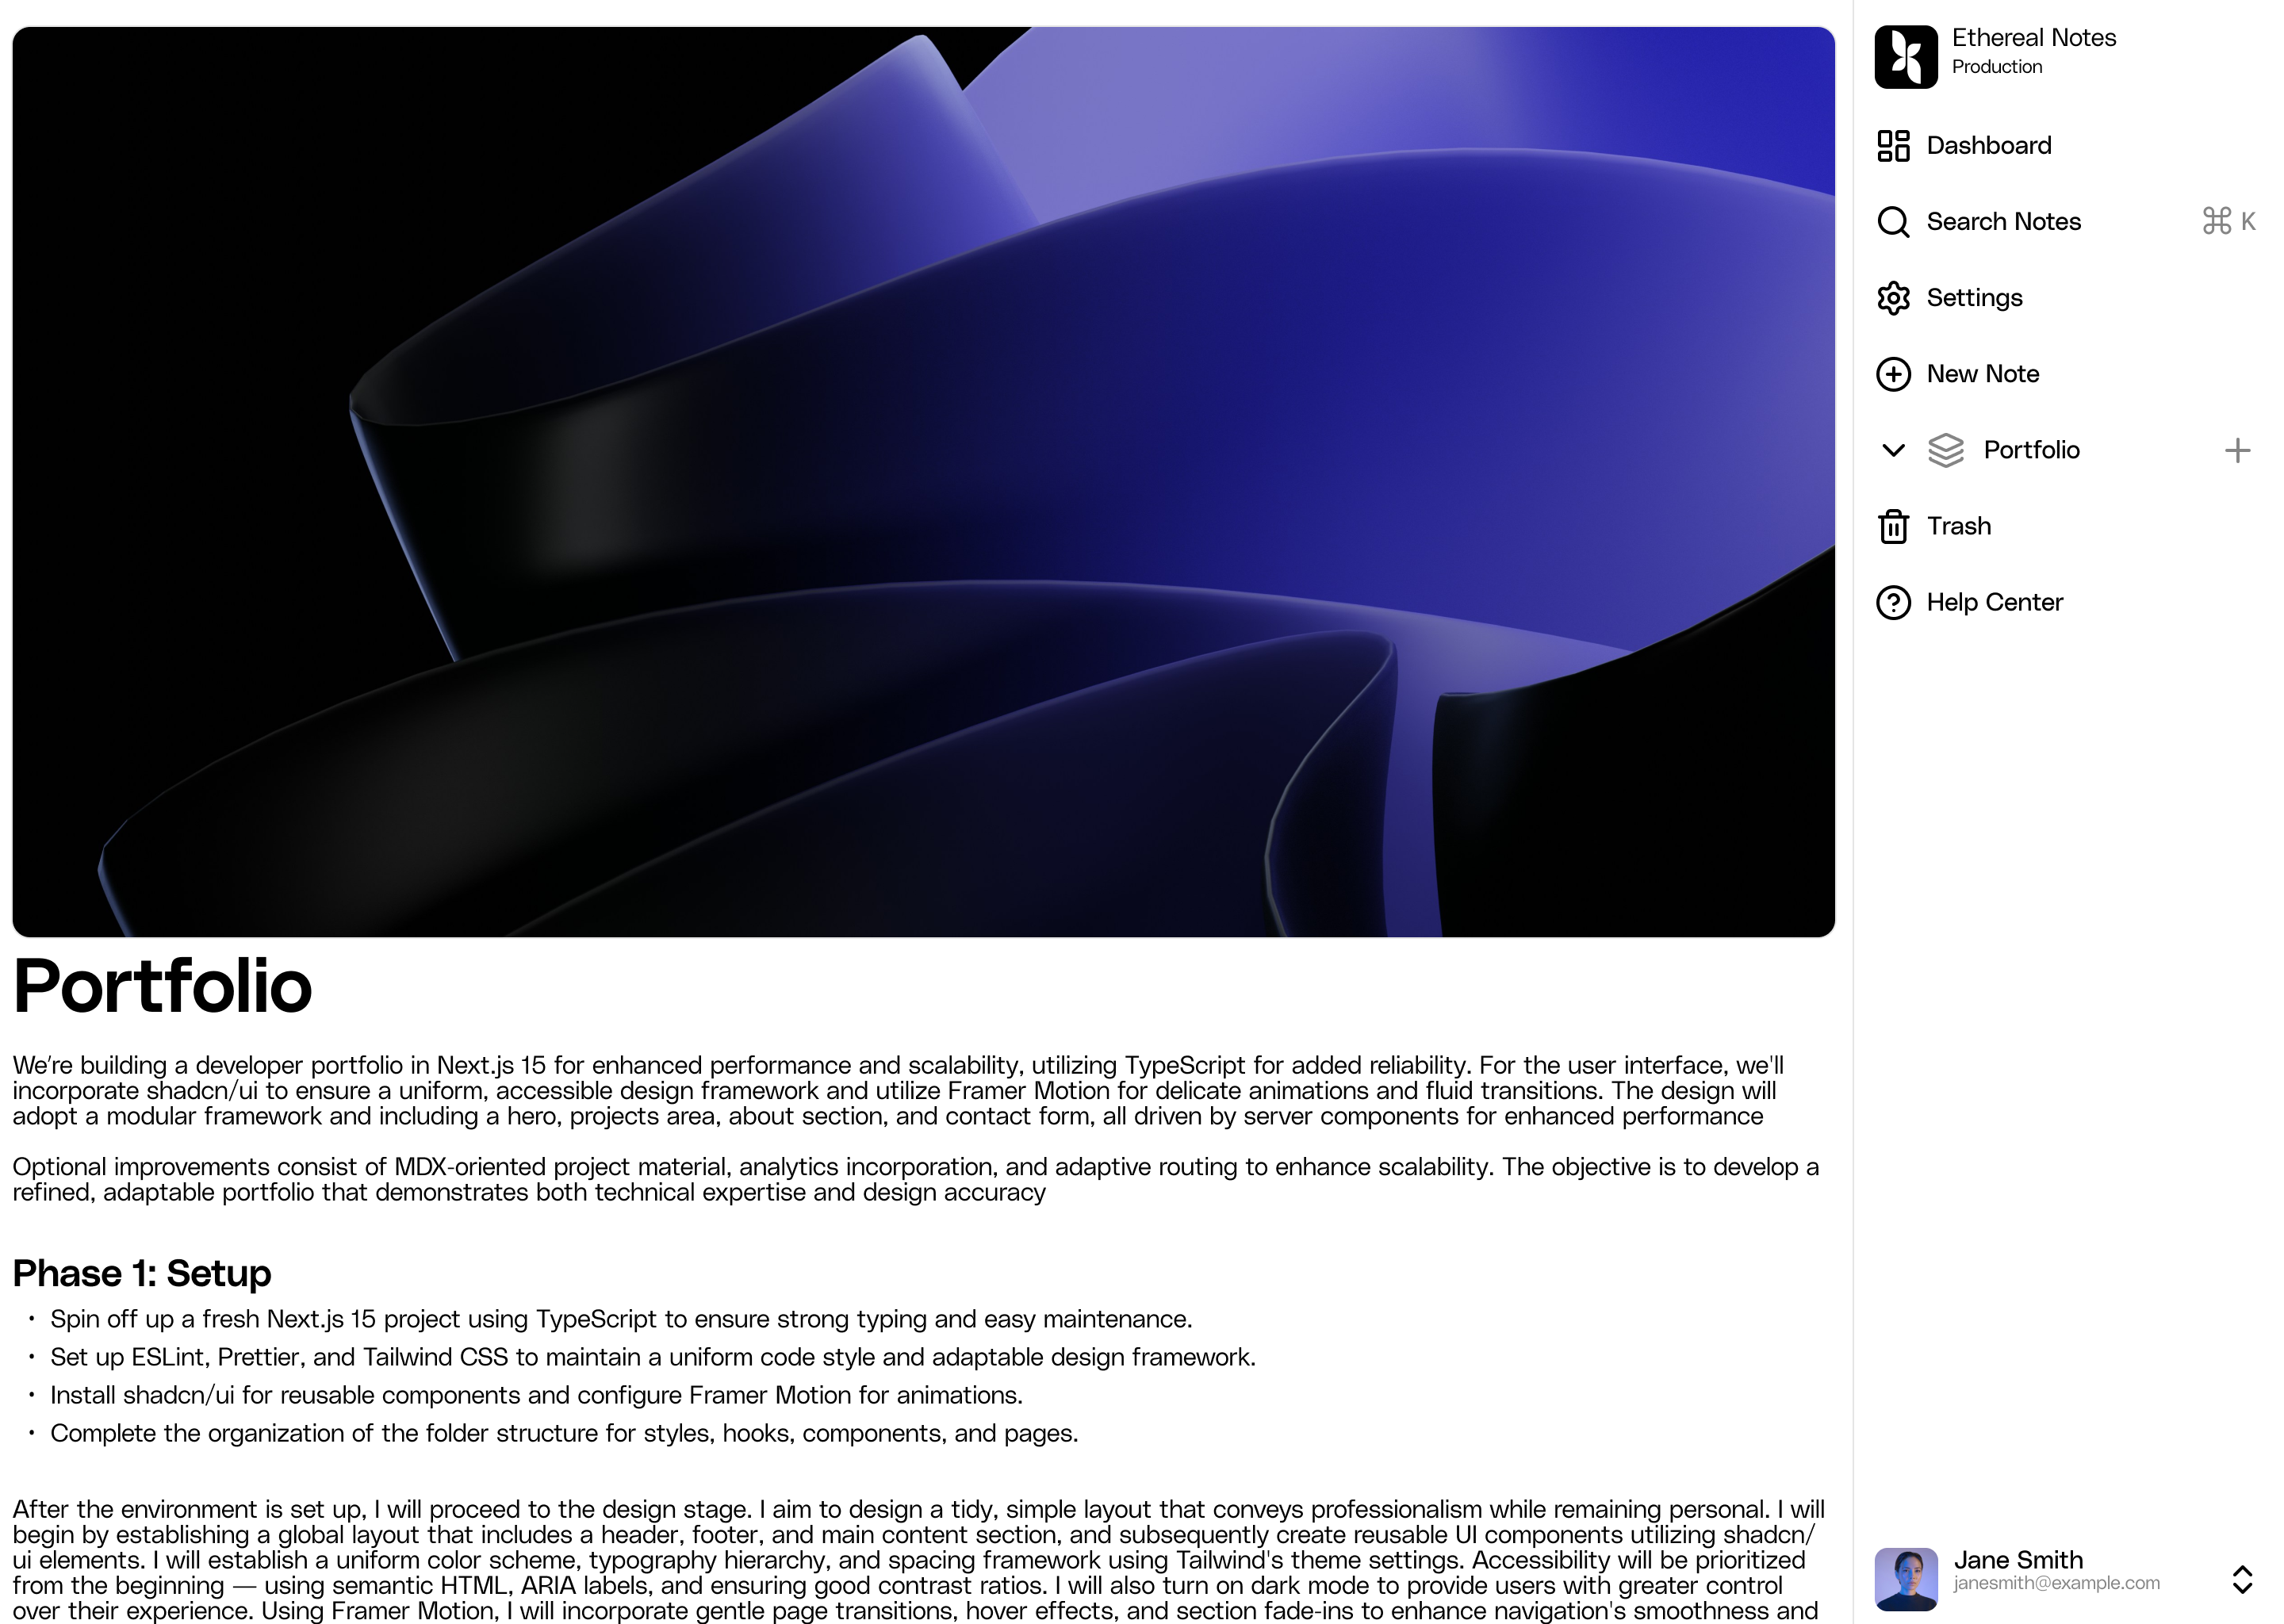 Portfolio
We're building a developer portfolio in Next.js 15 for enhanced performance and scalability, utilizing TypeScript for added reliability. For the user interface, we'll
incorporate shadcn/ui to ensure a uniform, accessible design framework and utilize Framer Motion for delicate animations and fluid transitions. The design will
adopt a modular framework and including a hero, projects area, about section, and contact form, all driven by server components for enhanced performance
Optional improvements consist of MDX-oriented project material, analytics incorporation, and adaptive routing to enhance scalability. The objective is to develop a
refined, adaptable portfolio that demonstrates both technical expertise and design accuracy
Phase 1: Setup
• Spin off up a fresh Next.js 15 project using TypeScript to ensure strong typing and easy maintenance.
• Set up ESLint, Prettier, and Tailwind CSS to maintain a uniform code style and adaptable design framework.
• Install shadcn/ui for reusable components and configure Framer Motion for animations.
• Complete the organization of the folder structure for styles, hooks, components, and pages.
After the environment is set up, I will proceed to the design stage. I aim to design a tidy, simple layout that conveys professionalism while remaining personal. I will
begin by establishing a global layout that includes a header, footer, and main content section, and subsequently create reusable UI components utilizing shadcn/
ui elements. I will establish a uniform color scheme, typography hierarchy, and spacing framework using Tailwind's theme settings. Accessibility will be prioritized
from the beginning — using semantic HTML, ARIA labels, and ensuring good contrast ratios. I will also turn on dark mode to provide users with greater control
over their experience. Using Framer Motion, I will incorporate gentle page transitions, hover effects, and section fade-ins to enhance navigation's smoothness and
Ethereal Notes
Production
Dashboard
Search Notes ⌘ K
Settings
New Note
Portfolio
Trash
Help Center
Jane Smith
janesmith@example.com